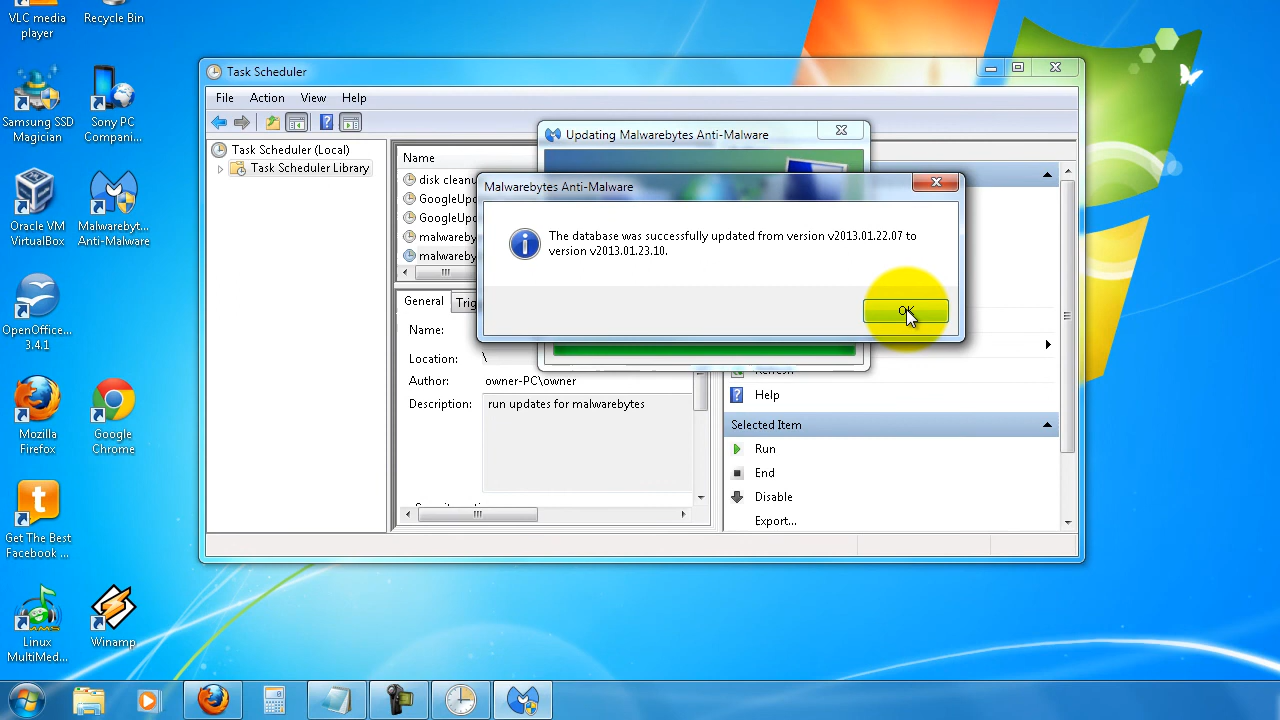 VLC media
player
Recycle Bin
Samsung SSD
Magician
Sony PC
Compani...
Oracle VM
VirtualBox
Malwarebyt...
Anti-Malware
OpenOffice...
3.4.1
Mozilla
Firefox
Google
Chrome
Get The Best
Facebook ...
Linux
MultiMed...
Winamp
Task Scheduler
File Action View Help
Task Scheduler (Local)
Task Scheduler Library
Name
disk cleanu
GoogleUpd
GoogleUpd
malwareby
malwareby
General Trig
Name:
Location: \
Author: owner-PC\owner
Description: run updates for malwarebytes
Updating Malwarebytes Anti-Malware
Malwarebytes Anti-Malware
The database was successfully updated from version v2013.01.22.07 to
version v2013.01.23.10.
OK
Refresh
Help
Selected Item
Run
End
Disable
Export...